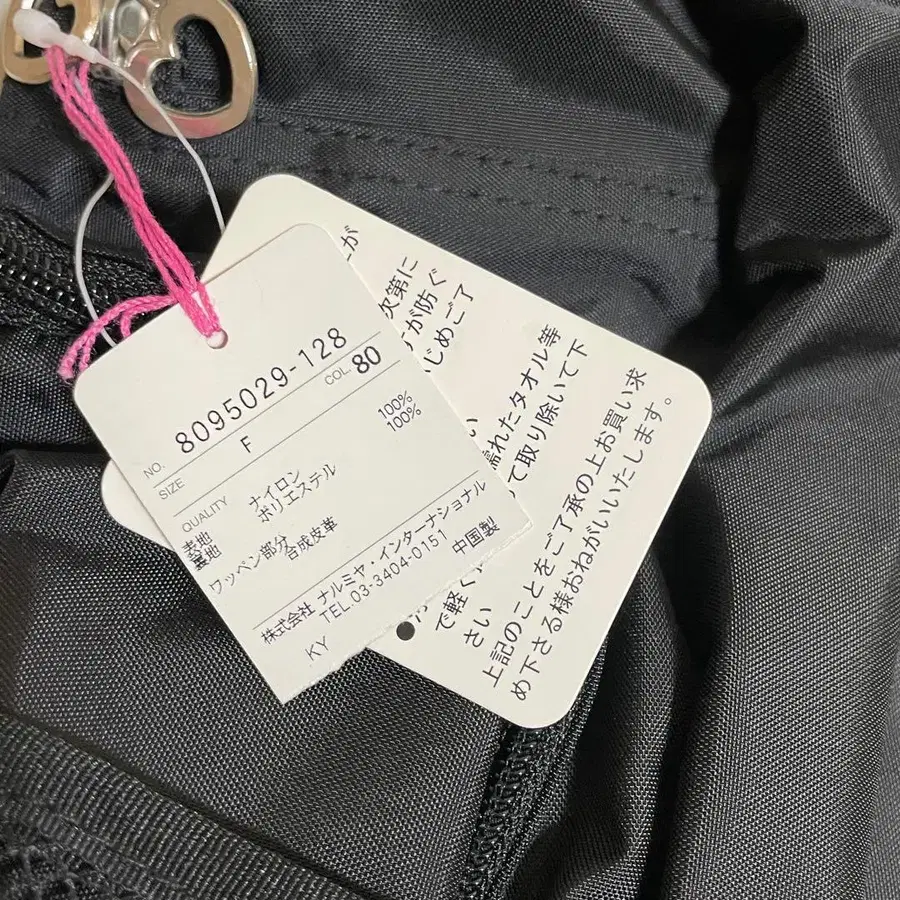 NO. 8095029-128
COL. 80
SIZE F
QUALITY
表地 ナイロン 100%
裏地 ポリエステル 100%
ワッペン部分 合成皮革
株式会社 ナルミヤ・インターナショナル
TEL.03-3404-0151 中国製
KY
が
次第に
が防ぐ
じめご了
い
濡れたタオル等
て取り除いて下
で軽く
さい
上記のことをご了承の上お買い求
め下さる様おねがいいたします。